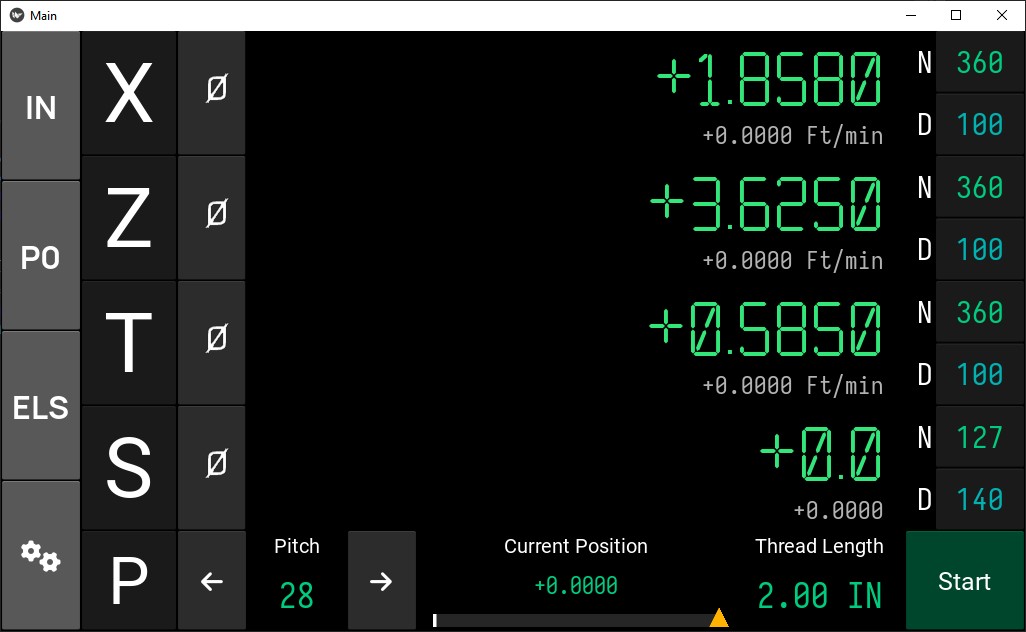 Main
IN
X
Ø
+1.8580
+0.0000 Ft/min
N 360
D 100
P0
Z
Ø
+3.6250
+0.0000 Ft/min
N 360
D 100
T
Ø
+0.5850
+0.0000 Ft/min
N 360
D 100
ELS
S
Ø
+0.0
+0.0000
N 127
D 140
P
←
Pitch
28
→
Current Position
+0.0000
Thread Length
2.00 IN
Start